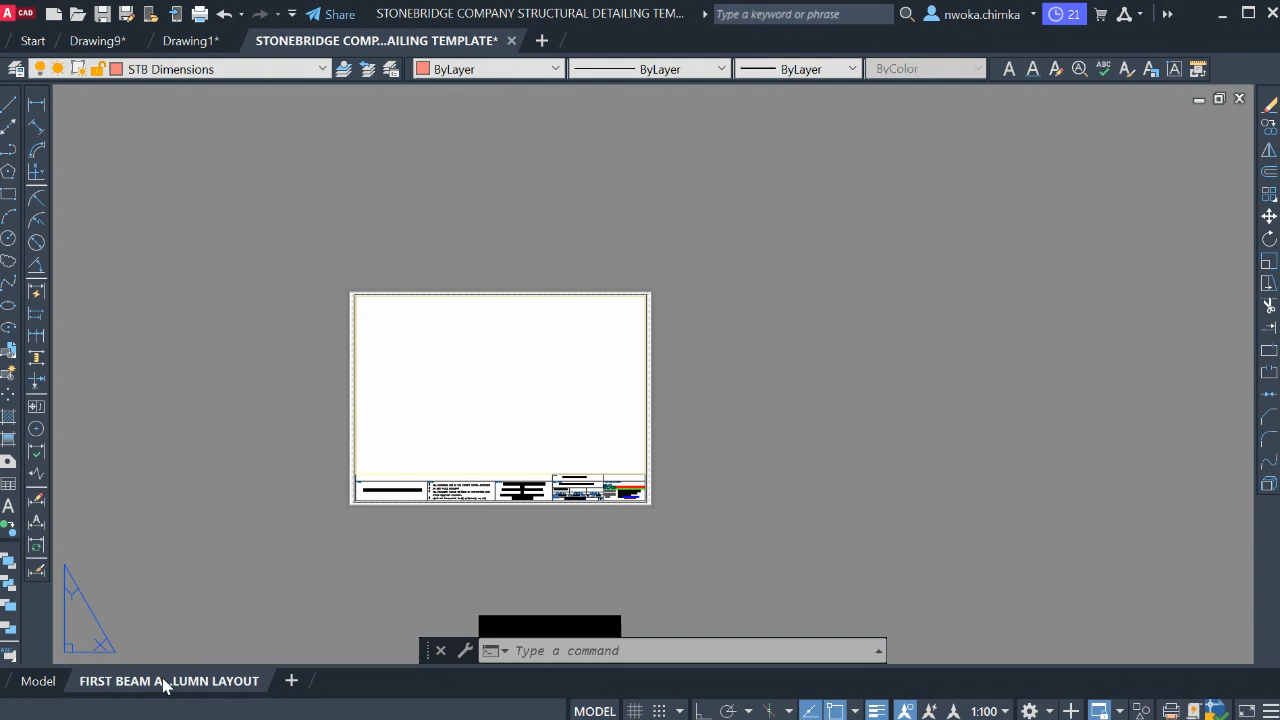 CAD
Share
STONEBRIDGE COMPANY STRUCTURAL DETAILING TEM...
Type a keyword or phrase
nwoka.chimka
21
Start
Drawing9*
Drawing1*
STONEBRIDGE COMP...AILING TEMPLATE*
STB Dimensions
ByLayer
ByLayer
ByLayer
ByColor
Type a command
Model
FIRST BEAM A...LUMN LAYOUT
MODEL
1:100